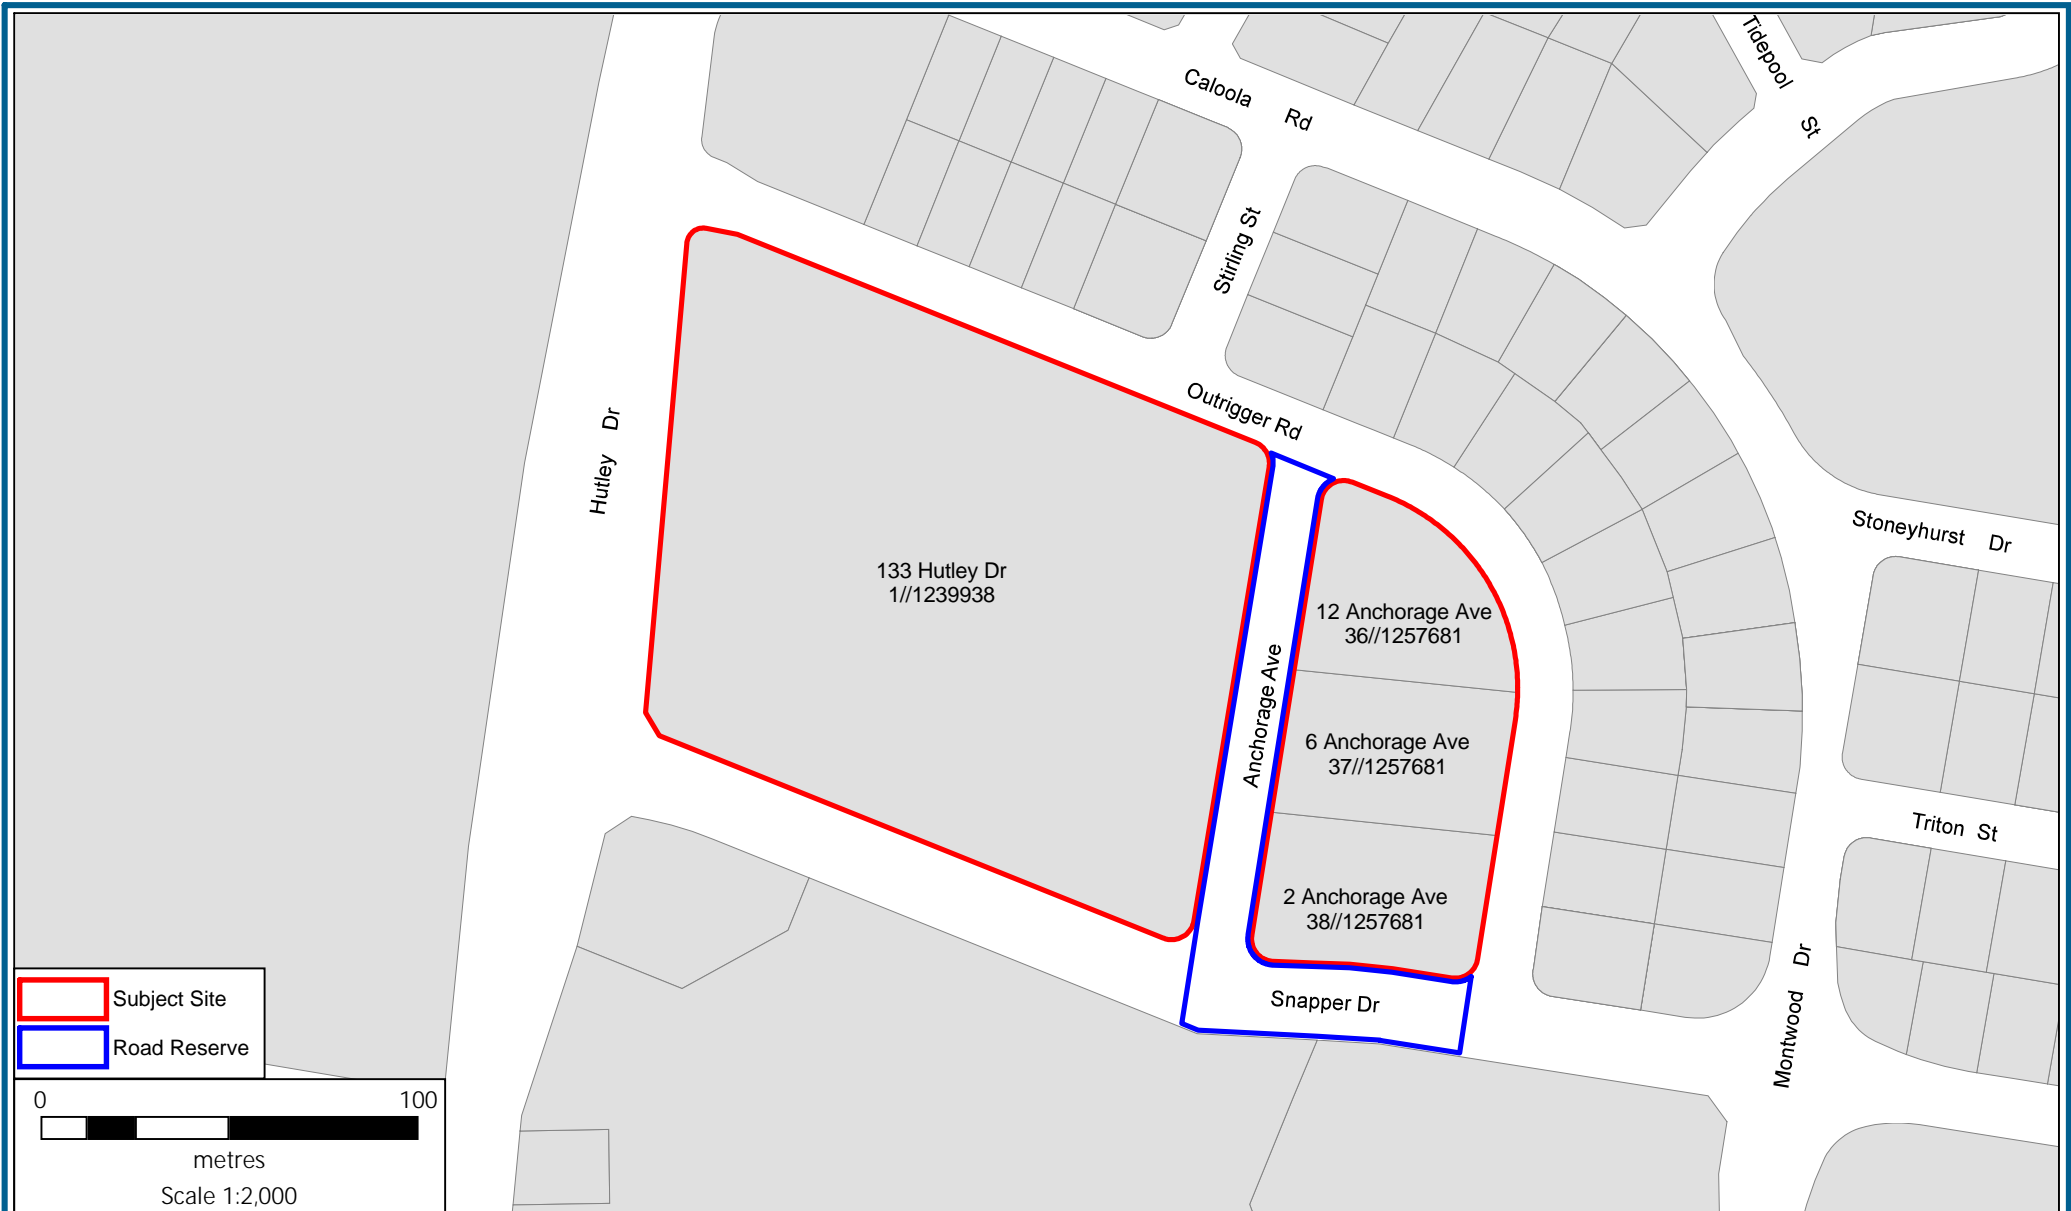 Tidepool St
Caloola Rd
Stirling St
Outrigger Rd
Hutley Dr
Stoneyhurst Dr
133 Hutley Dr
1//1239938
12 Anchorage Ave
36//1257681
Anchorage Ave
6 Anchorage Ave
37//1257681
Triton St
2 Anchorage Ave
38//1257681
Snapper Dr
Montwood Dr
Subject Site
Road Reserve
0 100
metres
Scale 1:2,000